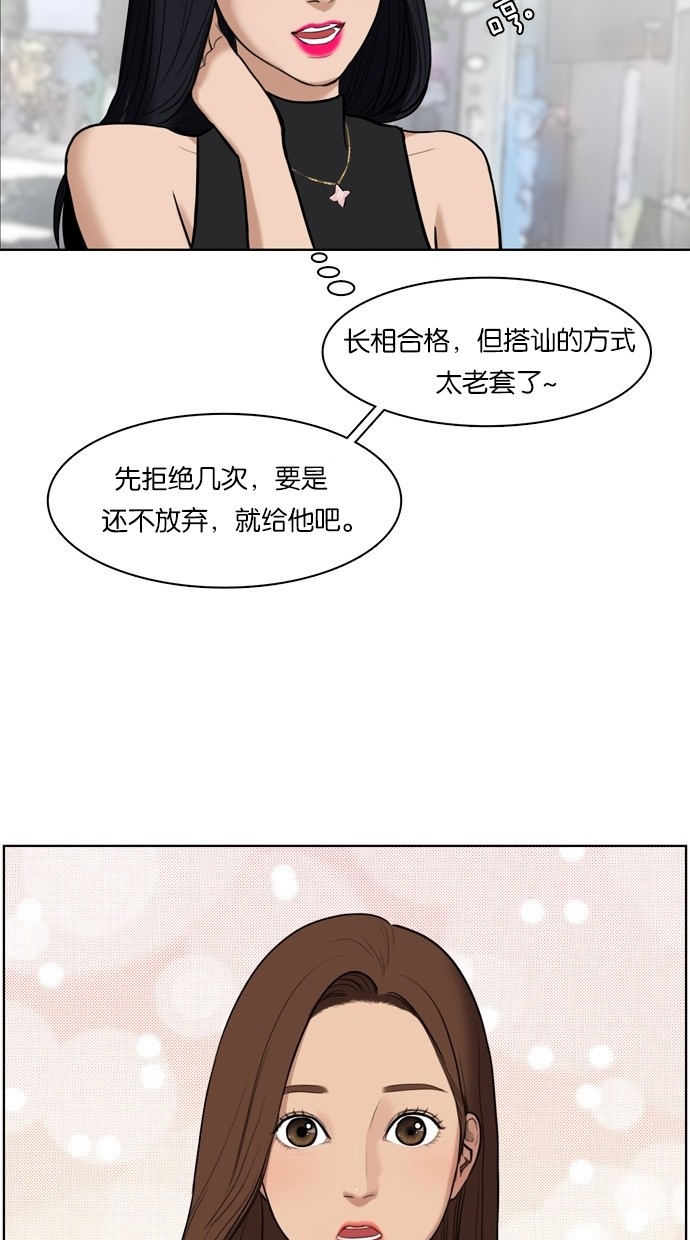 哼。
长相合格，但搭讪的方式
太老套了~
先拒绝几次，要是
还不放弃，就给他吧。